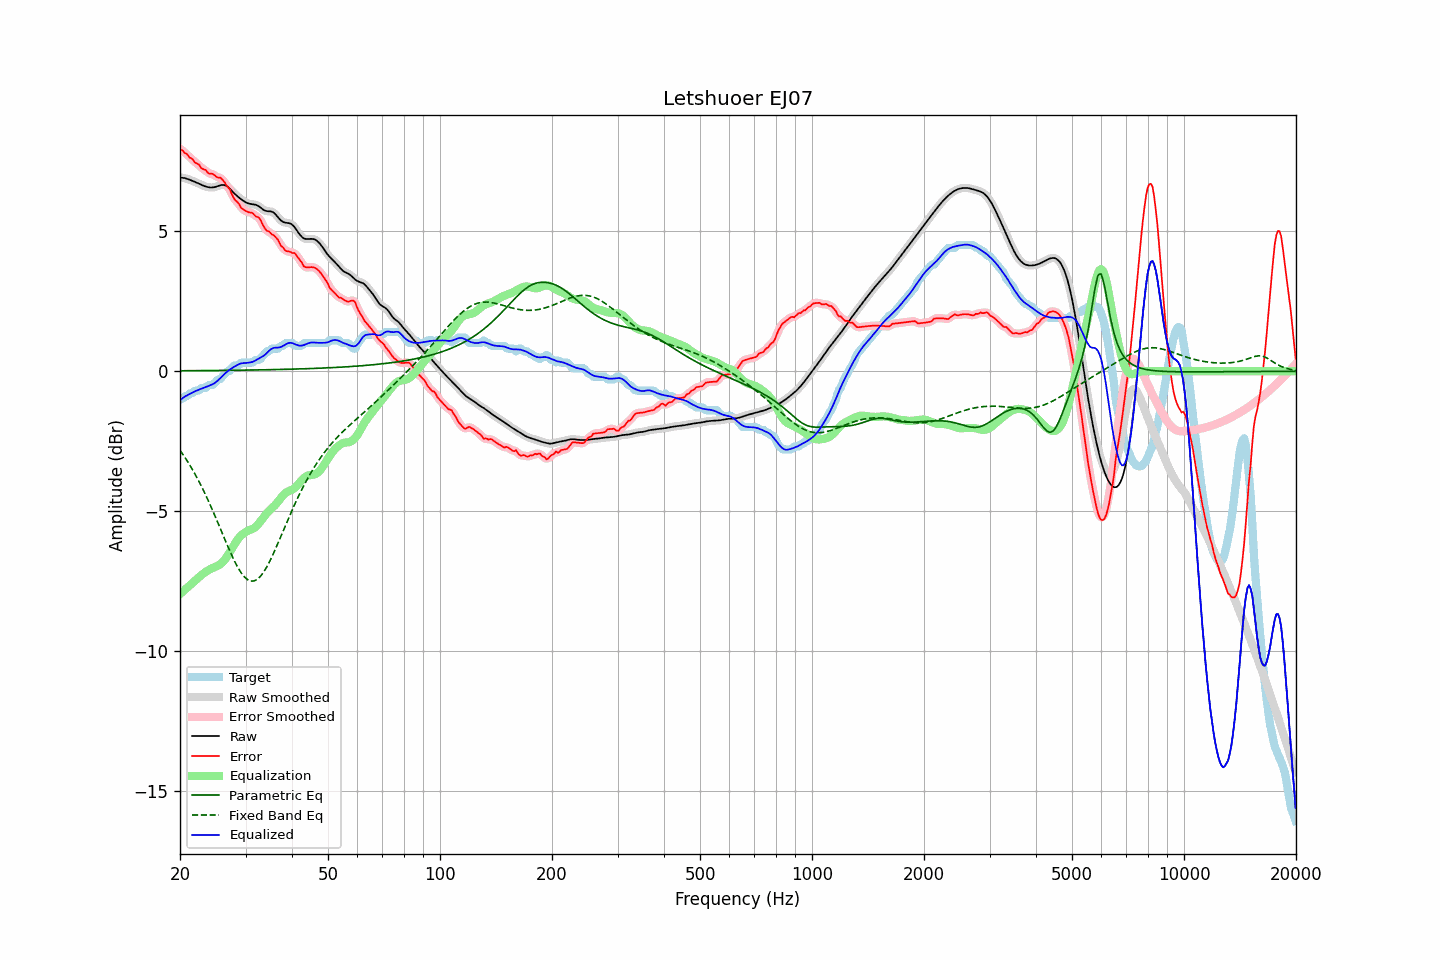 Letshuoer EJ07
Amplitude (dBr)
5
0
−5
−10
−15
Target
Raw Smoothed
Error Smoothed
Raw
Error
Equalization
Parametric Eq
Fixed Band Eq
Equalized
20 50 100 200 500 1000 2000 5000 10000 20000
Frequency (Hz)